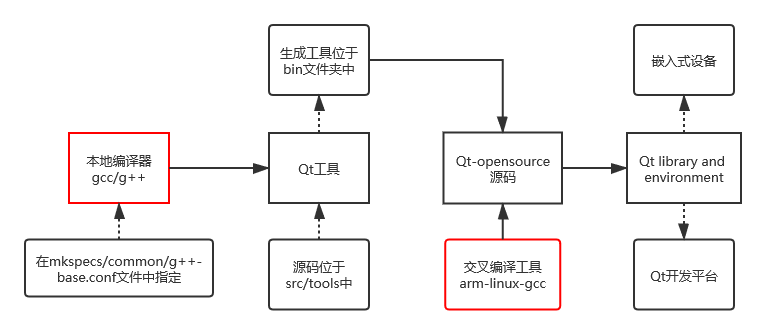 生成工具位于
bin文件夹中
嵌入式设备
本地编译器
gcc/g++
Qt工具
Qt-opensource
源码
Qt library and
environment
在mkspecs/common/g++-
base.conf文件中指定
源码位于
src/tools中
交叉编译工具
arm-linux-gcc
Qt开发平台